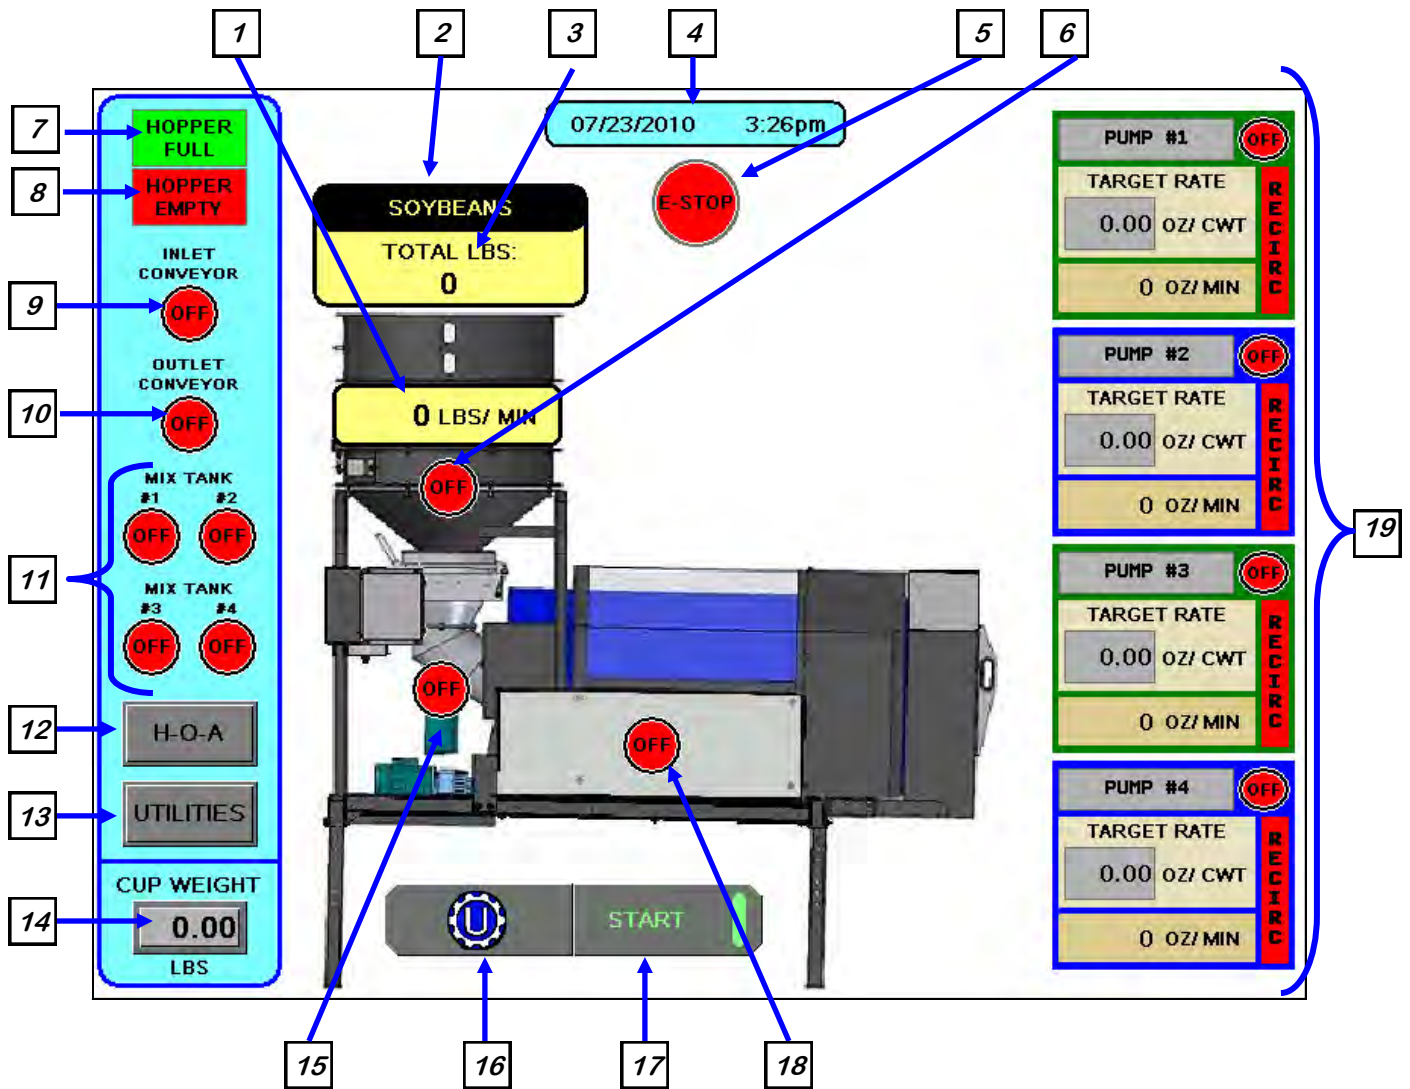 1
2
3
4
5
6
7
8
9
10
11
12
13
14
15
16
17
18
19
HOPPER
FULL
HOPPER
EMPTY
INLET
CONVEYOR
OFF
OUTLET
CONVEYOR
OFF
MIX TANK
#1 #2
OFF OFF
MIX TANK
#3 #4
OFF OFF
H-O-A
UTILITIES
CUP WEIGHT
0.00
LBS
07/23/2010 3:26pm
E-STOP
SOYBEANS
TOTAL LBS:
0
0 LBS/ MIN
OFF
OFF
OFF
U
START
PUMP #1 OFF
TARGET RATE
0.00 OZ/ CWT
0 OZ/ MIN
RECIRC
PUMP #2 OFF
TARGET RATE
0.00 OZ/ CWT
0 OZ/ MIN
RECIRC
PUMP #3 OFF
TARGET RATE
0.00 OZ/ CWT
0 OZ/ MIN
RECIRC
PUMP #4 OFF
TARGET RATE
0.00 OZ/ CWT
0 OZ/ MIN
RECIRC